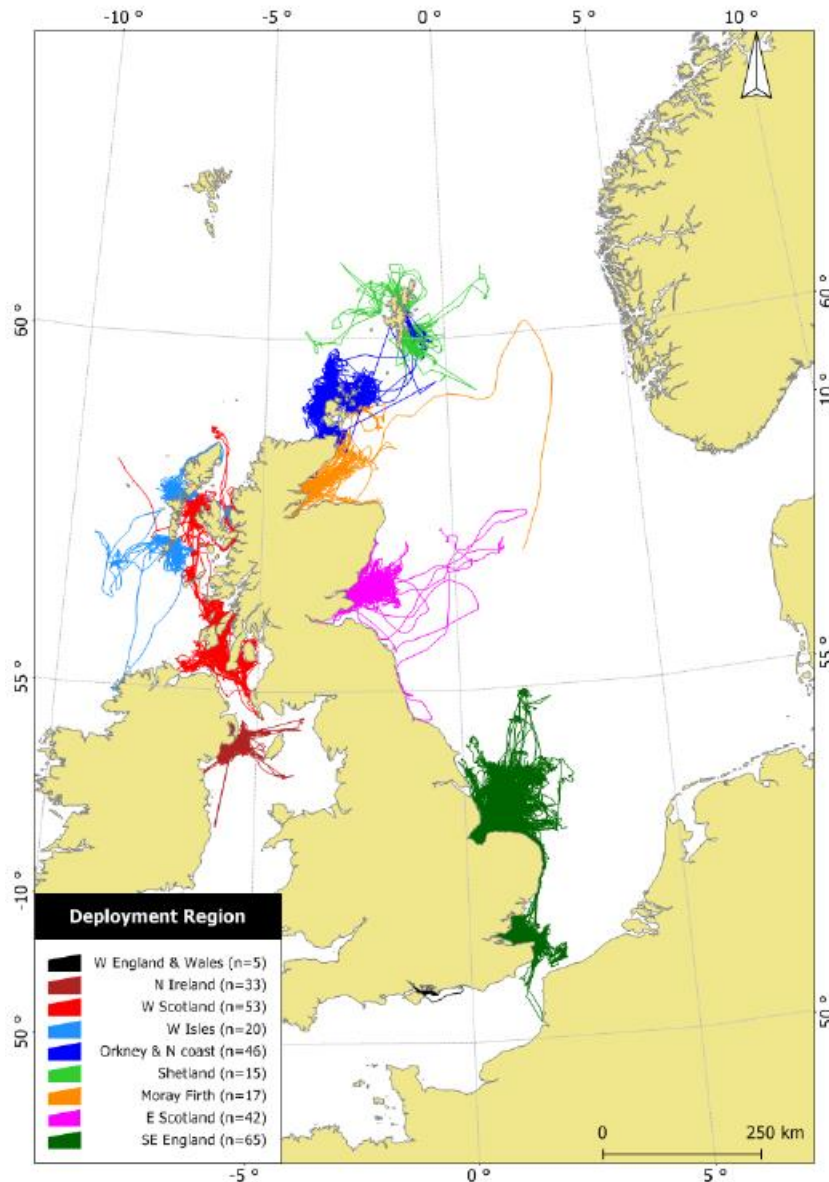 -10 °
-5 °
0 °
5 °
10 °
60 °
60 °
10 °
55 °
55 °
-10 °
50 °
50 °
Deployment Region
W England & Wales (n=5)
N Ireland (n=33)
W Scotland (n=53)
W Isles (n=20)
Orkney & N coast (n=46)
Shetland (n=15)
Moray Firth (n=17)
E Scotland (n=42)
SE England (n=65)
0 250 km
-5 °
0 °
5 °